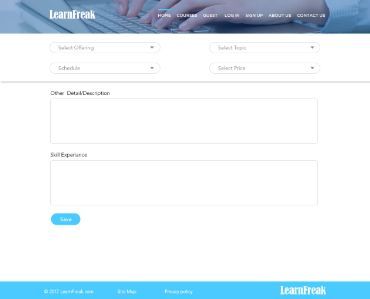 LearnFreak
HOME COURSES QUEST LOG IN SIGN UP ABOUT US CONTACT US
Select Offering Select Topic
Schedule Select Price
Other Detail/Description
Skill/Experience
Save
© 2017 LearnFreak.com Site Map Privacy policy LearnFreak